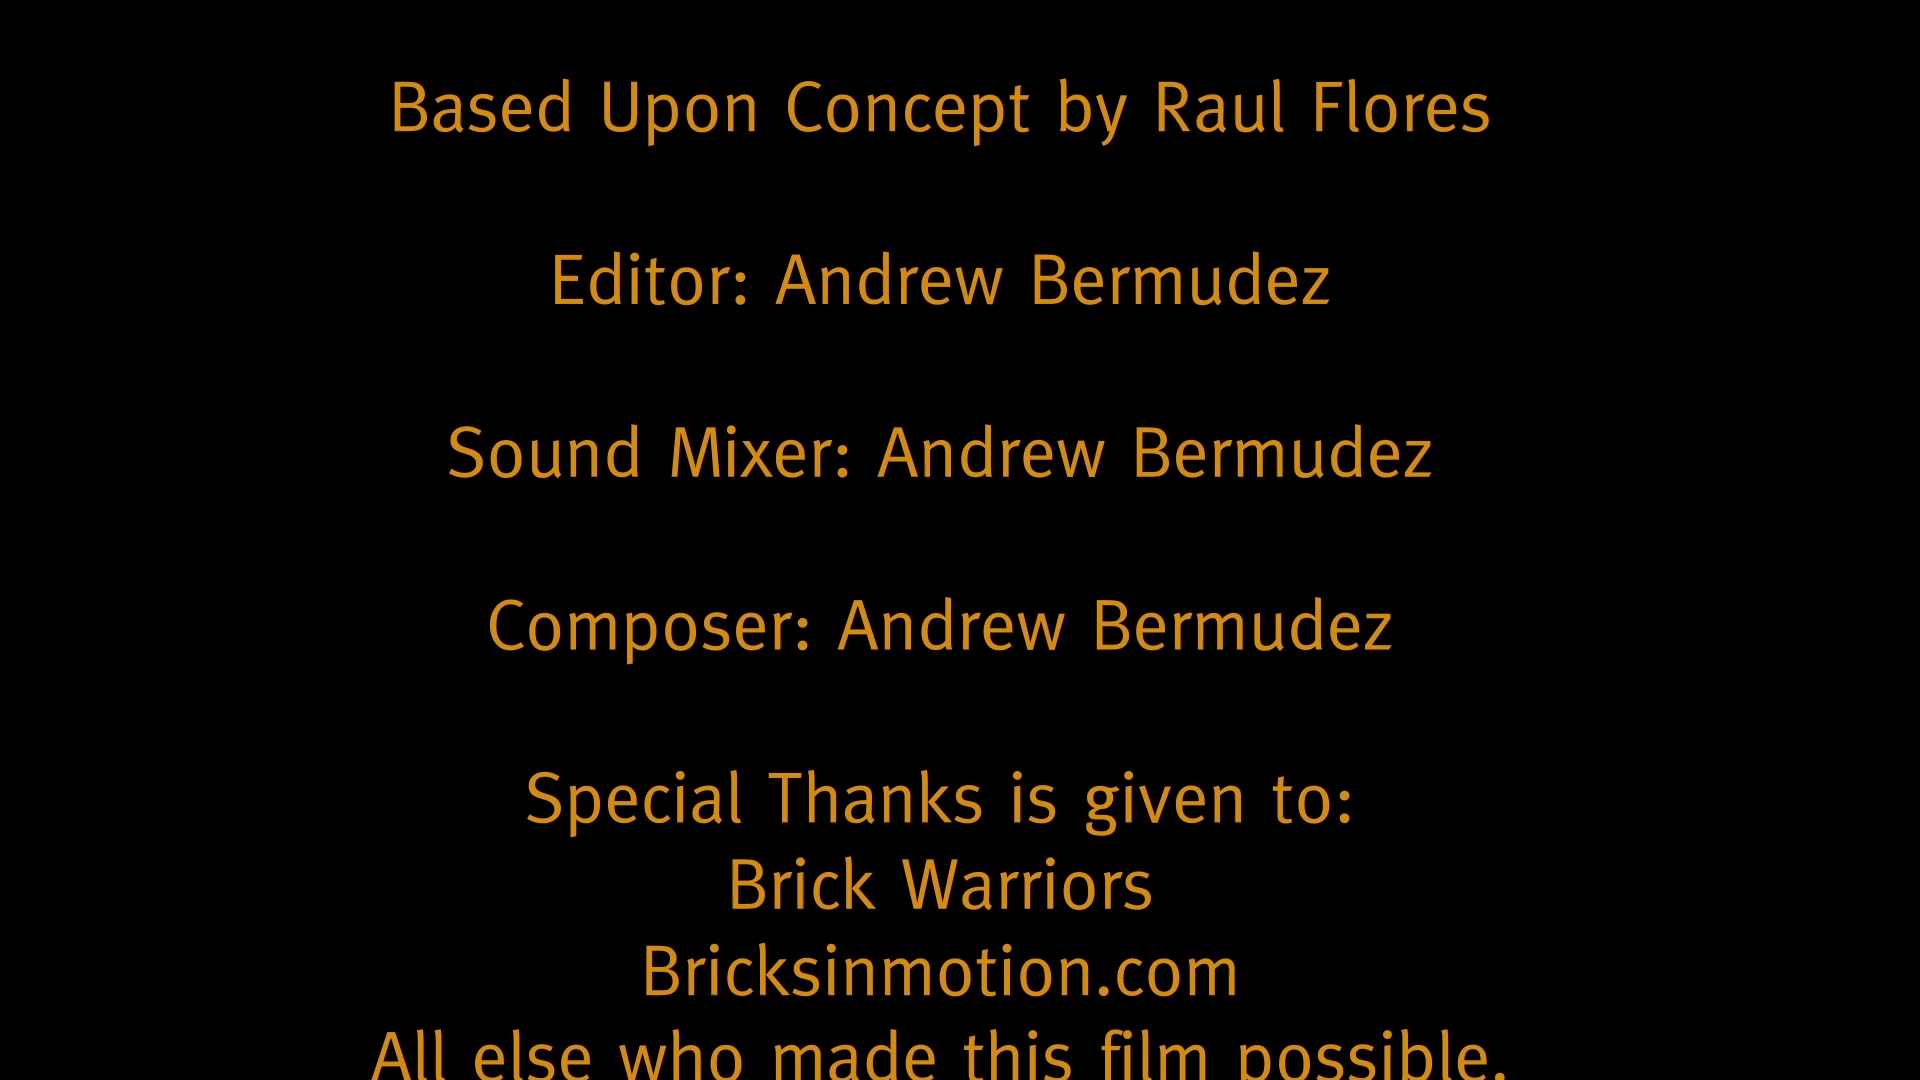 Based Upon Concept by Raul Flores
Editor: Andrew Bermudez
Sound Mixer: Andrew Bermudez
Composer: Andrew Bermudez
Special Thanks is given to:
Brick Warriors
Bricksinmotion.com
All else who made this film possible.